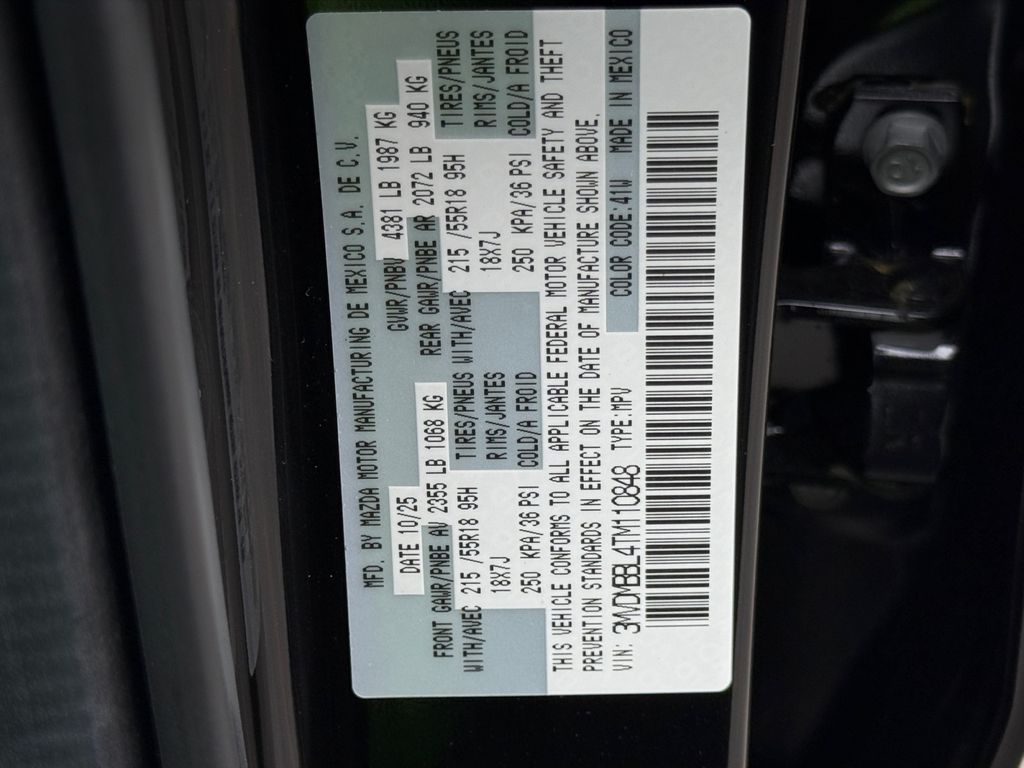 MFD. BY MAZDA MOTOR MANUFACTURING DE MEXICO S.A. DE C.V.
DATE 10/25 GVWR/PNBV 4381 LB 1987 KG
FRONT GAWR/PNBE AV 2355 LB 1068 KG REAR GAWR/PNBE AR 2072 LB 940 KG
WITH/AVEC 215 /55R18 95H TIRES/PNEUS WITH/AVEC 215 /55R18 95H TIRES/PNEUS
18X7J RIMS/JANTES 18X7J RIMS/JANTES
250 KPA/36 PSI COLD/A FROID 250 KPA/36 PSI COLD/A FROID
THIS VEHICLE CONFORMS TO ALL APPLICABLE FEDERAL MOTOR VEHICLE SAFETY AND THEFT
PREVENTION STANDARDS IN EFFECT ON THE DATE OF MANUFACTURE SHOWN ABOVE.
VIN: 3MVDMBBL4TM110848 TYPE:MPV COLOR CODE:41W MADE IN MEXICO